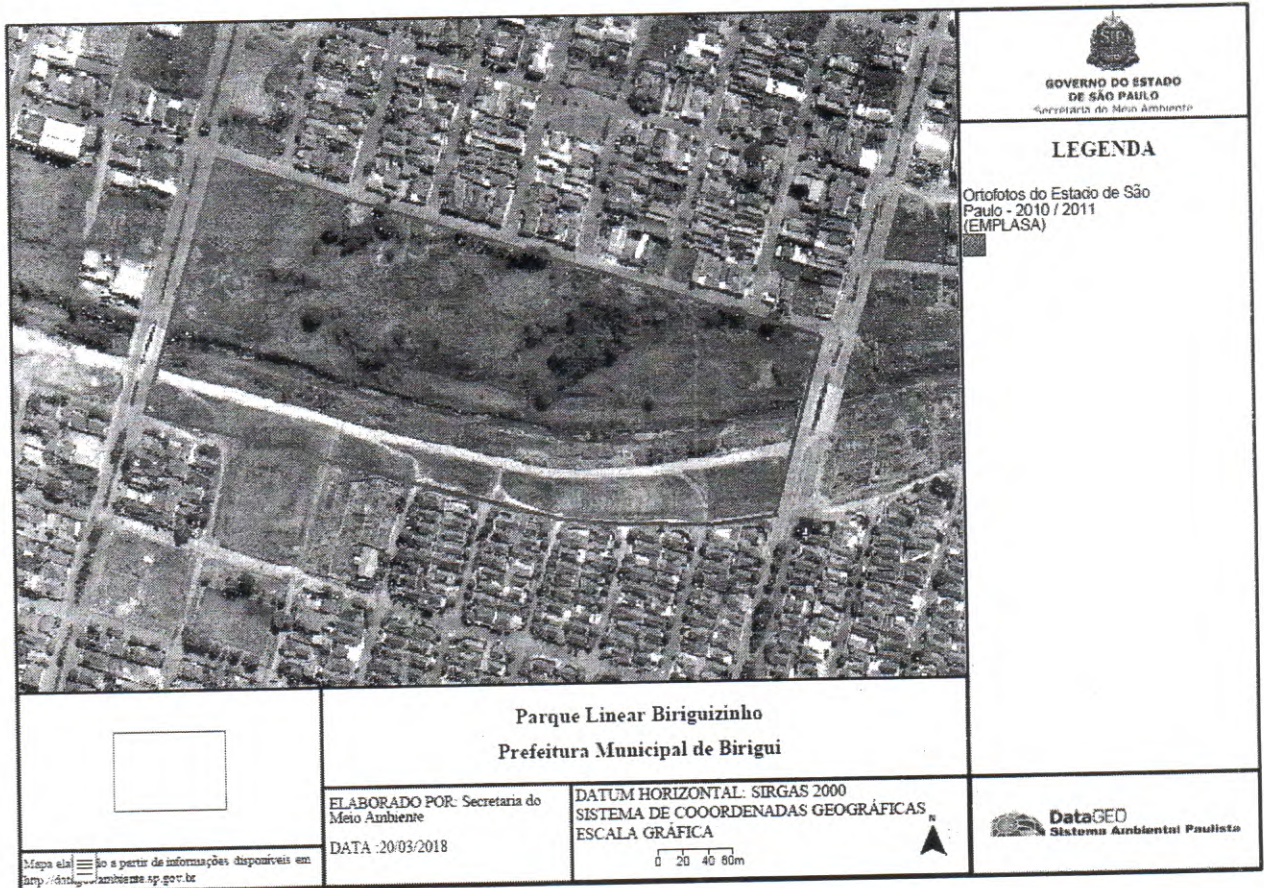 GOVERNO DO ESTADO
DE SÃO PAULO
Secretaria do Meio Ambiente
LEGENDA
Ortofotos do Estado de São
Paulo - 2010 / 2011
(EMPLASA)
Parque Linear Biriguizinho
Prefeitura Municipal de Birigui
ELABORADO POR: Secretaria do
Meio Ambiente
DATA :20/03/2018
DATUM HORIZONTAL: SIRGAS 2000
SISTEMA DE COOORDENADAS GEOGRÁFICAS
ESCALA GRÁFICA
0 20 40 80m
N
DataGEO
Sistema Ambiental Paulista
Mapa a partir de informações disponíveis em
ambiente.sp.gov.br